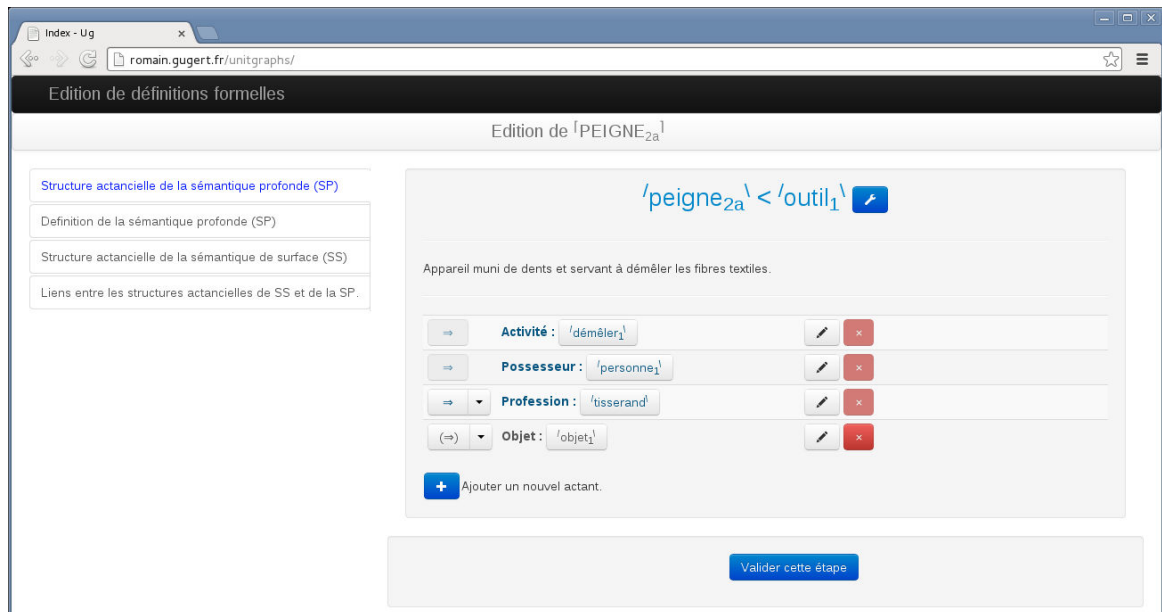 Index - Ug
romain.gugert.fr/unitgraphs/
Edition de définitions formelles
Edition de ⌈PEIGNE₂ₐ⌉
Structure actancielle de la sémantique profonde (SP)
Definition de la sémantique profonde (SP)
Structure actancielle de la sémantique de surface (SS)
Liens entre les structures actancielles de SS et de la SP.
/peigne₂ₐ\ < /outil₁\
Appareil muni de dents et servant à démêler les fibres textiles.
⇒ Activité : /démêler₁\ ×
⇒ Possesseur : /personne₁\ ×
⇒ Profession : /tisserand\ ×
(⇒) Objet : /objet₁\ ×
+ Ajouter un nouvel actant.
Valider cette étape